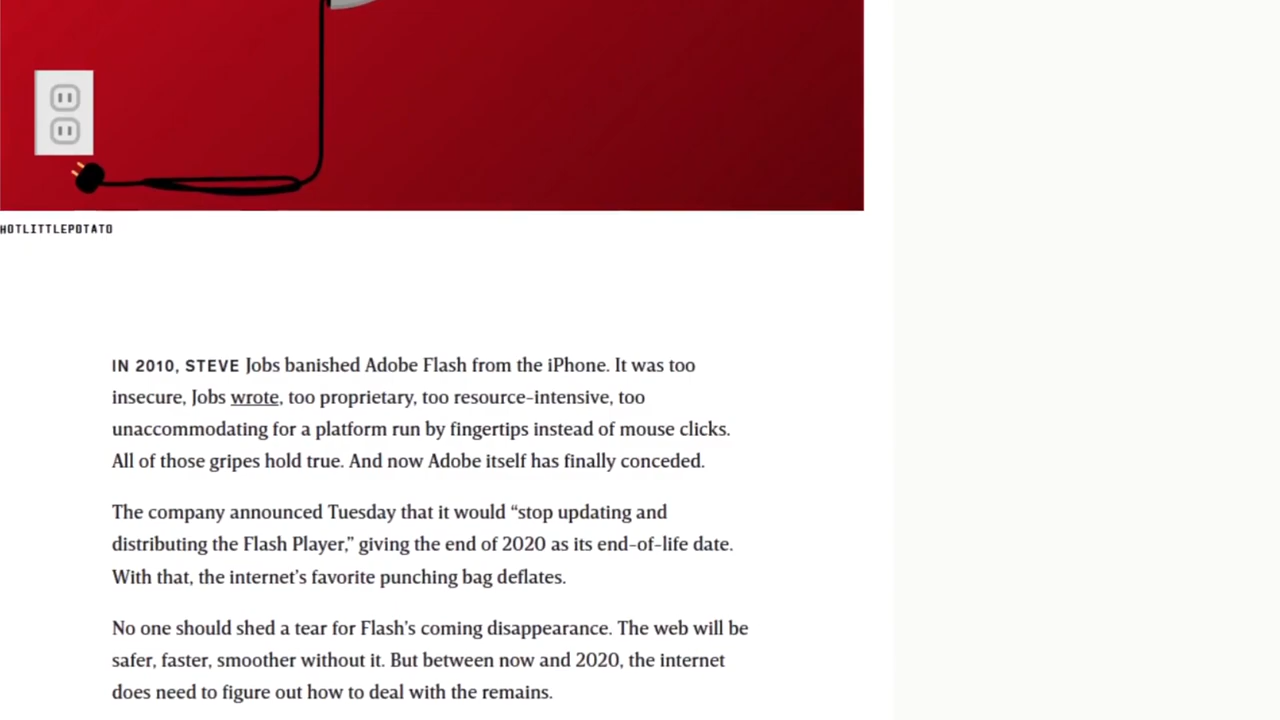 HOTLITTLEPOTATO
IN 2010, STEVE Jobs banished Adobe Flash from the iPhone. It was too
insecure, Jobs wrote, too proprietary, too resource-intensive, too
unaccommodating for a platform run by fingertips instead of mouse clicks.
All of those gripes hold true. And now Adobe itself has finally conceded.
The company announced Tuesday that it would “stop updating and
distributing the Flash Player,” giving the end of 2020 as its end-of-life date.
With that, the internet’s favorite punching bag deflates.
No one should shed a tear for Flash’s coming disappearance. The web will be
safer, faster, smoother without it. But between now and 2020, the internet
does need to figure out how to deal with the remains.